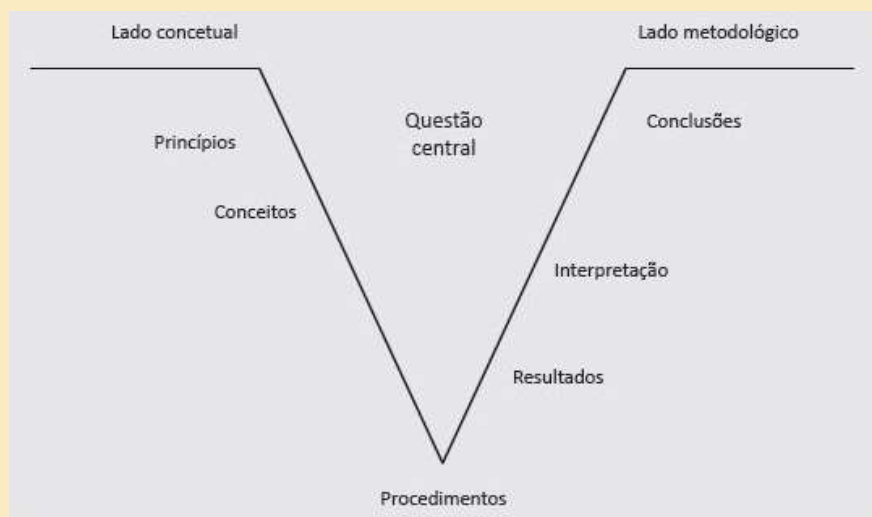 Lado concetual
Lado metodológico
Questão
central
Conclusões
Princípios
Conceitos
Interpretação
Resultados
Procedimentos